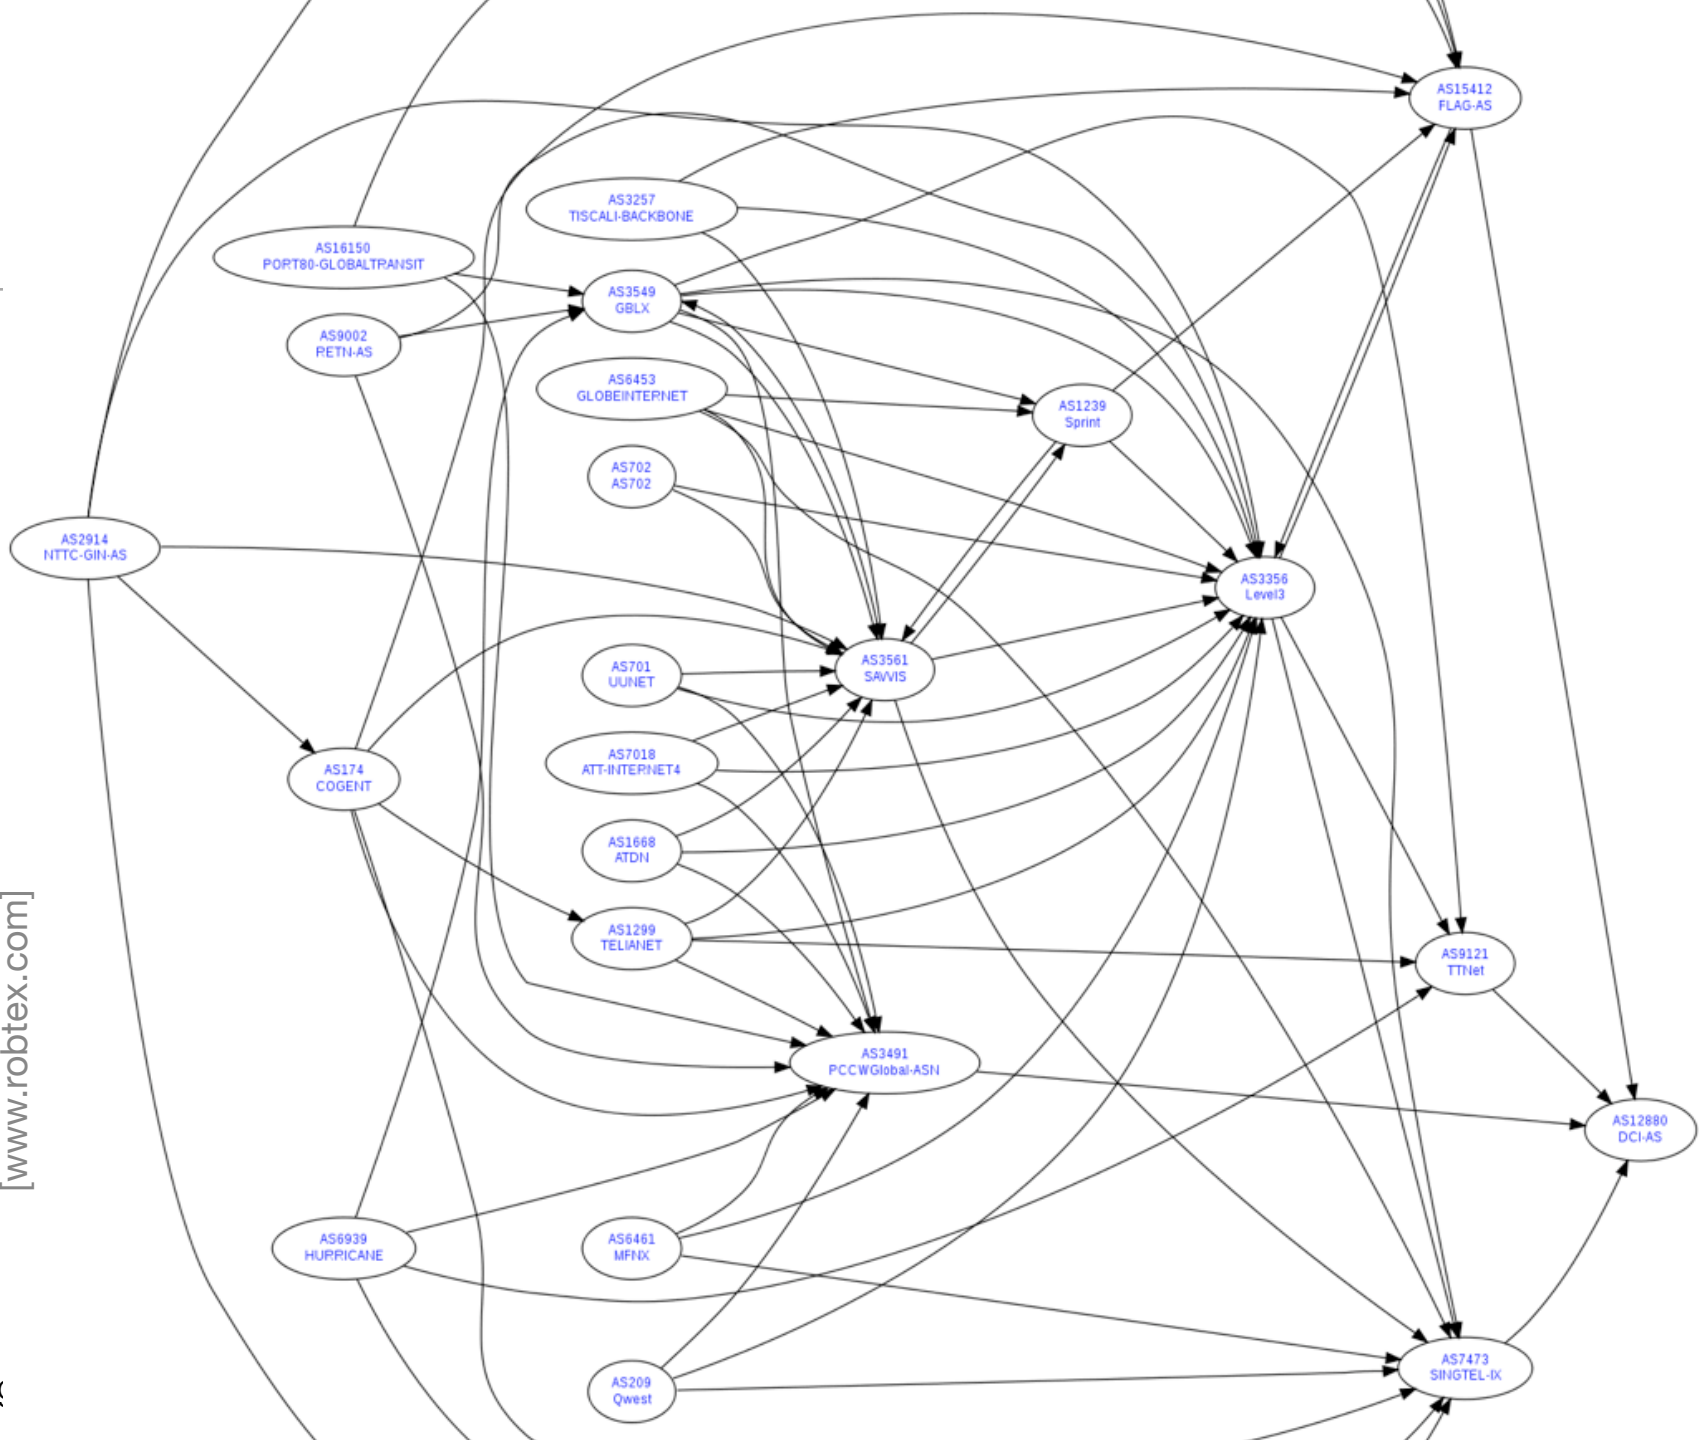 AS15412
FLAG-AS
AS3257
TISCALI-BACKBONE
AS16150
PORT80-GLOBALTRANSIT
AS3549
GBLX
AS9002
RETN-AS
AS6453
GLOBEINTERNET
AS1239
Sprint
AS702
AS702
AS2914
NTTC-GIN-AS
AS3356
Level3
AS3561
SAVVIS
AS701
UUNET
AS7018
ATT-INTERNET4
AS174
COGENT
AS1668
ATDN
AS1299
TELIANET
AS9121
TTNet
[www.robtex.com]
AS3491
PCCWGlobal-ASN
AS12880
DCI-AS
AS6939
HURRICANE
AS6461
MFNX
AS7473
SINGTEL-IX
AS209
Qwest